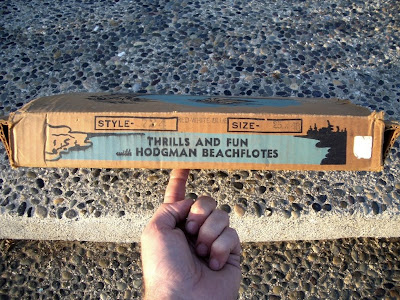 STYLE-
SIZE-
THRILLS AND FUN
with HODGMAN BEACHFLOTES